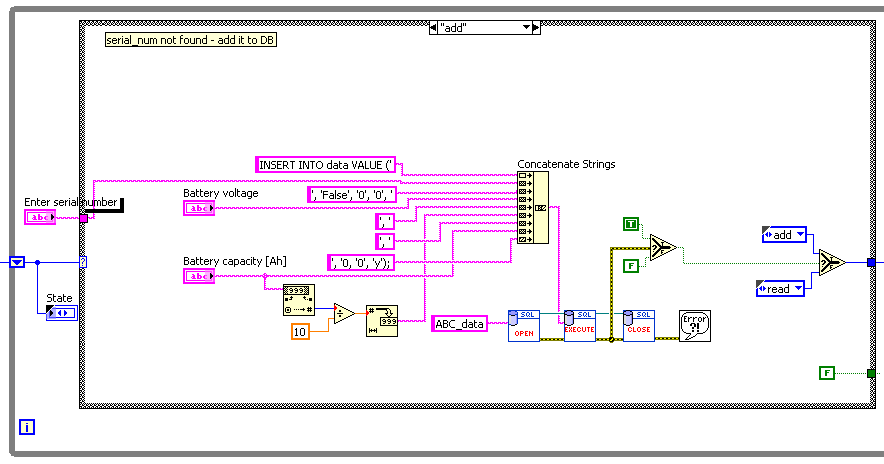 "add"
serial_num not found - add it to DB
INSERT INTO data VALUE ('
Concatenate Strings
Enter serial number
abc
Battery voltage
abc
', 'False', '0', '0', '
', '
', '
Battery capacity [Ah]
abc
', '0', '0', 'y');
State
999
10
999
ABC_data
SQL
OPEN
SQL
EXECUTE
SQL
CLOSE
Error
?!
T
F
?
add
read
?
F
i